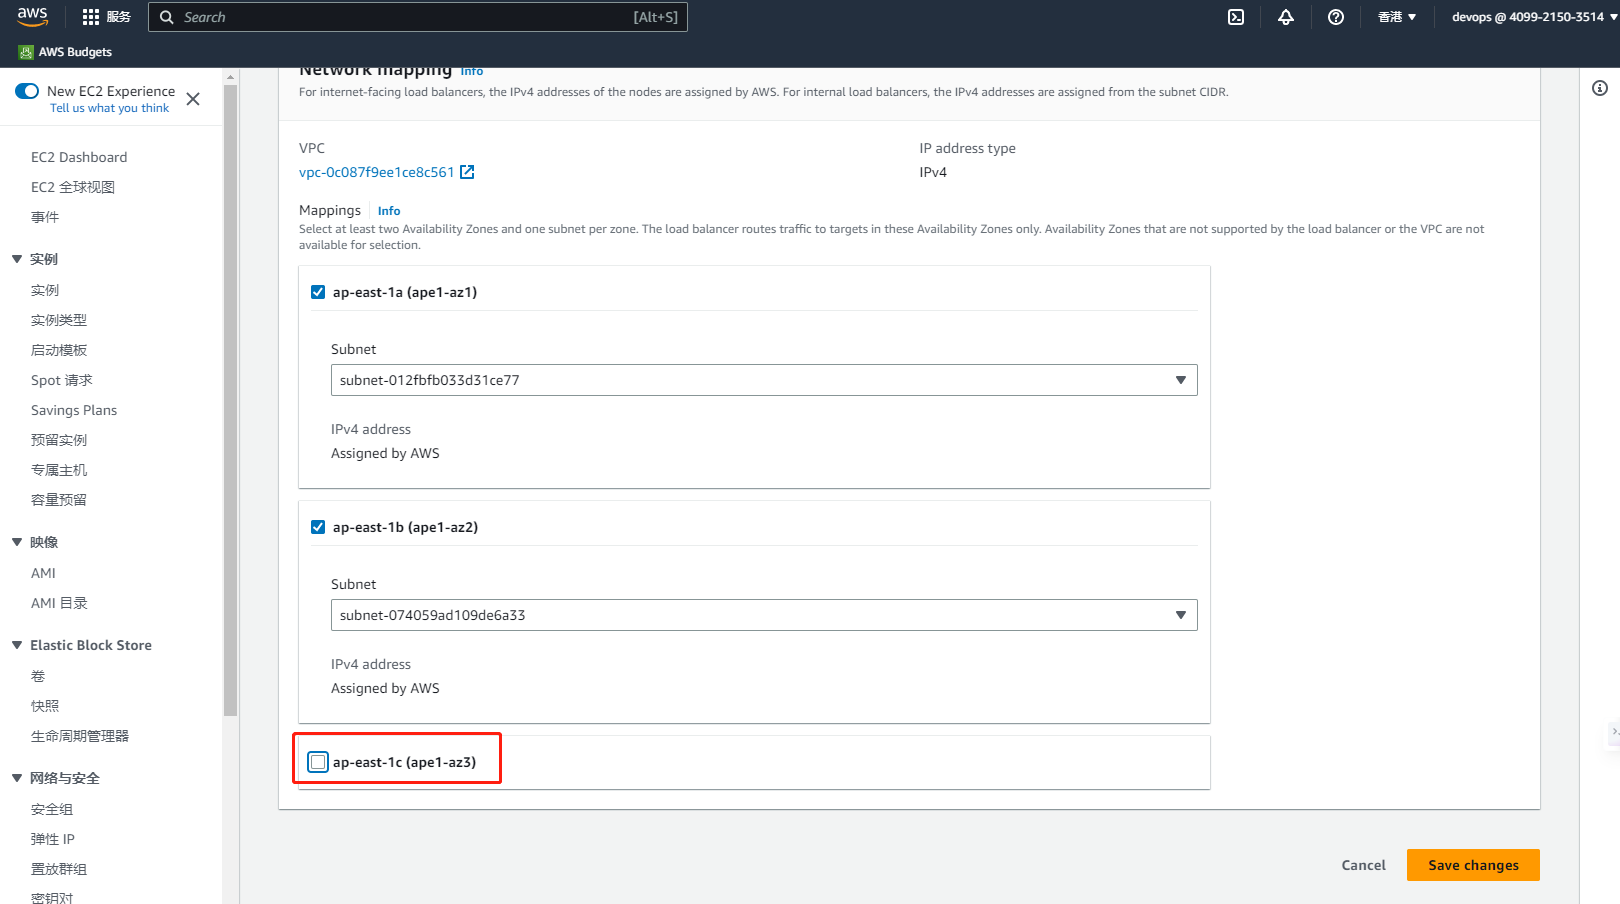 aws
服务
Search
[Alt+S]
香港
devops @ 4099-2150-3514
AWS Budgets
New EC2 Experience
Tell us what you think
EC2 Dashboard
EC2 全球视图
事件
实例
实例
实例类型
启动模板
Spot 请求
Savings Plans
预留实例
专属主机
容量预留
映像
AMI
AMI 目录
Elastic Block Store
卷
快照
生命周期管理器
网络与安全
安全组
弹性 IP
置放群组
密钥对
Network mapping Info
For internet-facing load balancers, the IPv4 addresses of the nodes are assigned by AWS. For internal load balancers, the IPv4 addresses are assigned from the subnet CIDR.
VPC
vpc-0c087f9ee1ce8c561
IP address type
IPv4
Mappings Info
Select at least two Availability Zones and one subnet per zone. The load balancer routes traffic to targets in these Availability Zones only. Availability Zones that are not supported by the load balancer or the VPC are not
available for selection.
ap-east-1a (ape1-az1)
Subnet
subnet-012fbfb033d31ce77
IPv4 address
Assigned by AWS
ap-east-1b (ape1-az2)
Subnet
subnet-074059ad109de6a33
IPv4 address
Assigned by AWS
ap-east-1c (ape1-az3)
Cancel
Save changes